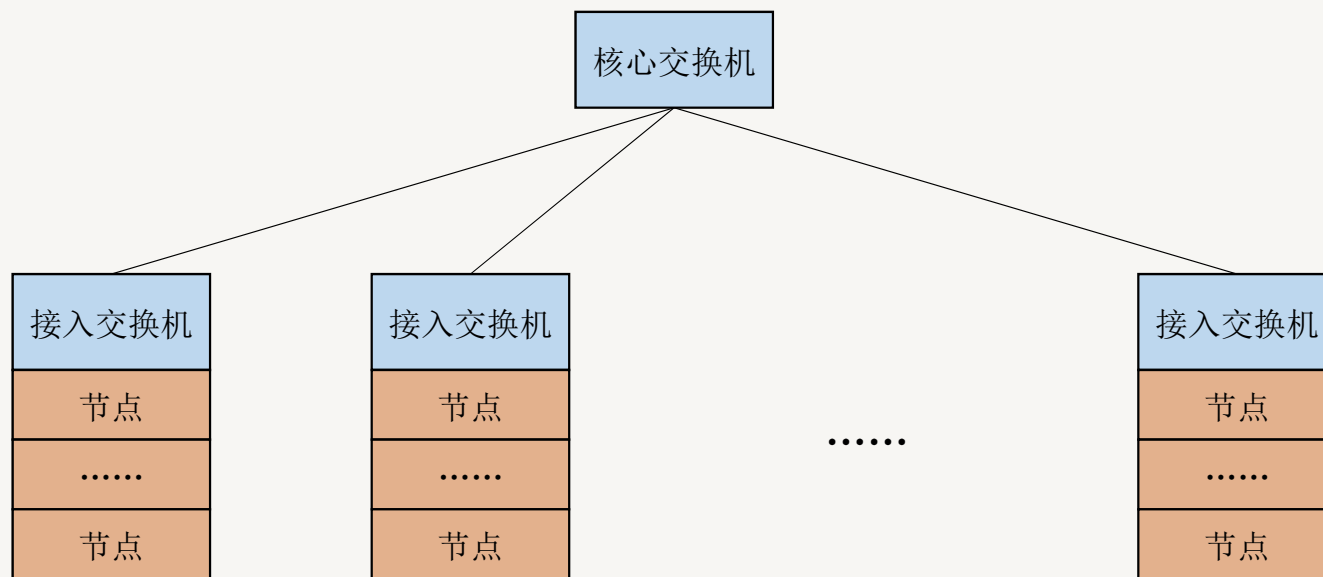 核心交换机
接入交换机 接入交换机 接入交换机
节点 节点 节点
……
…… …… ……
节点 节点 节点